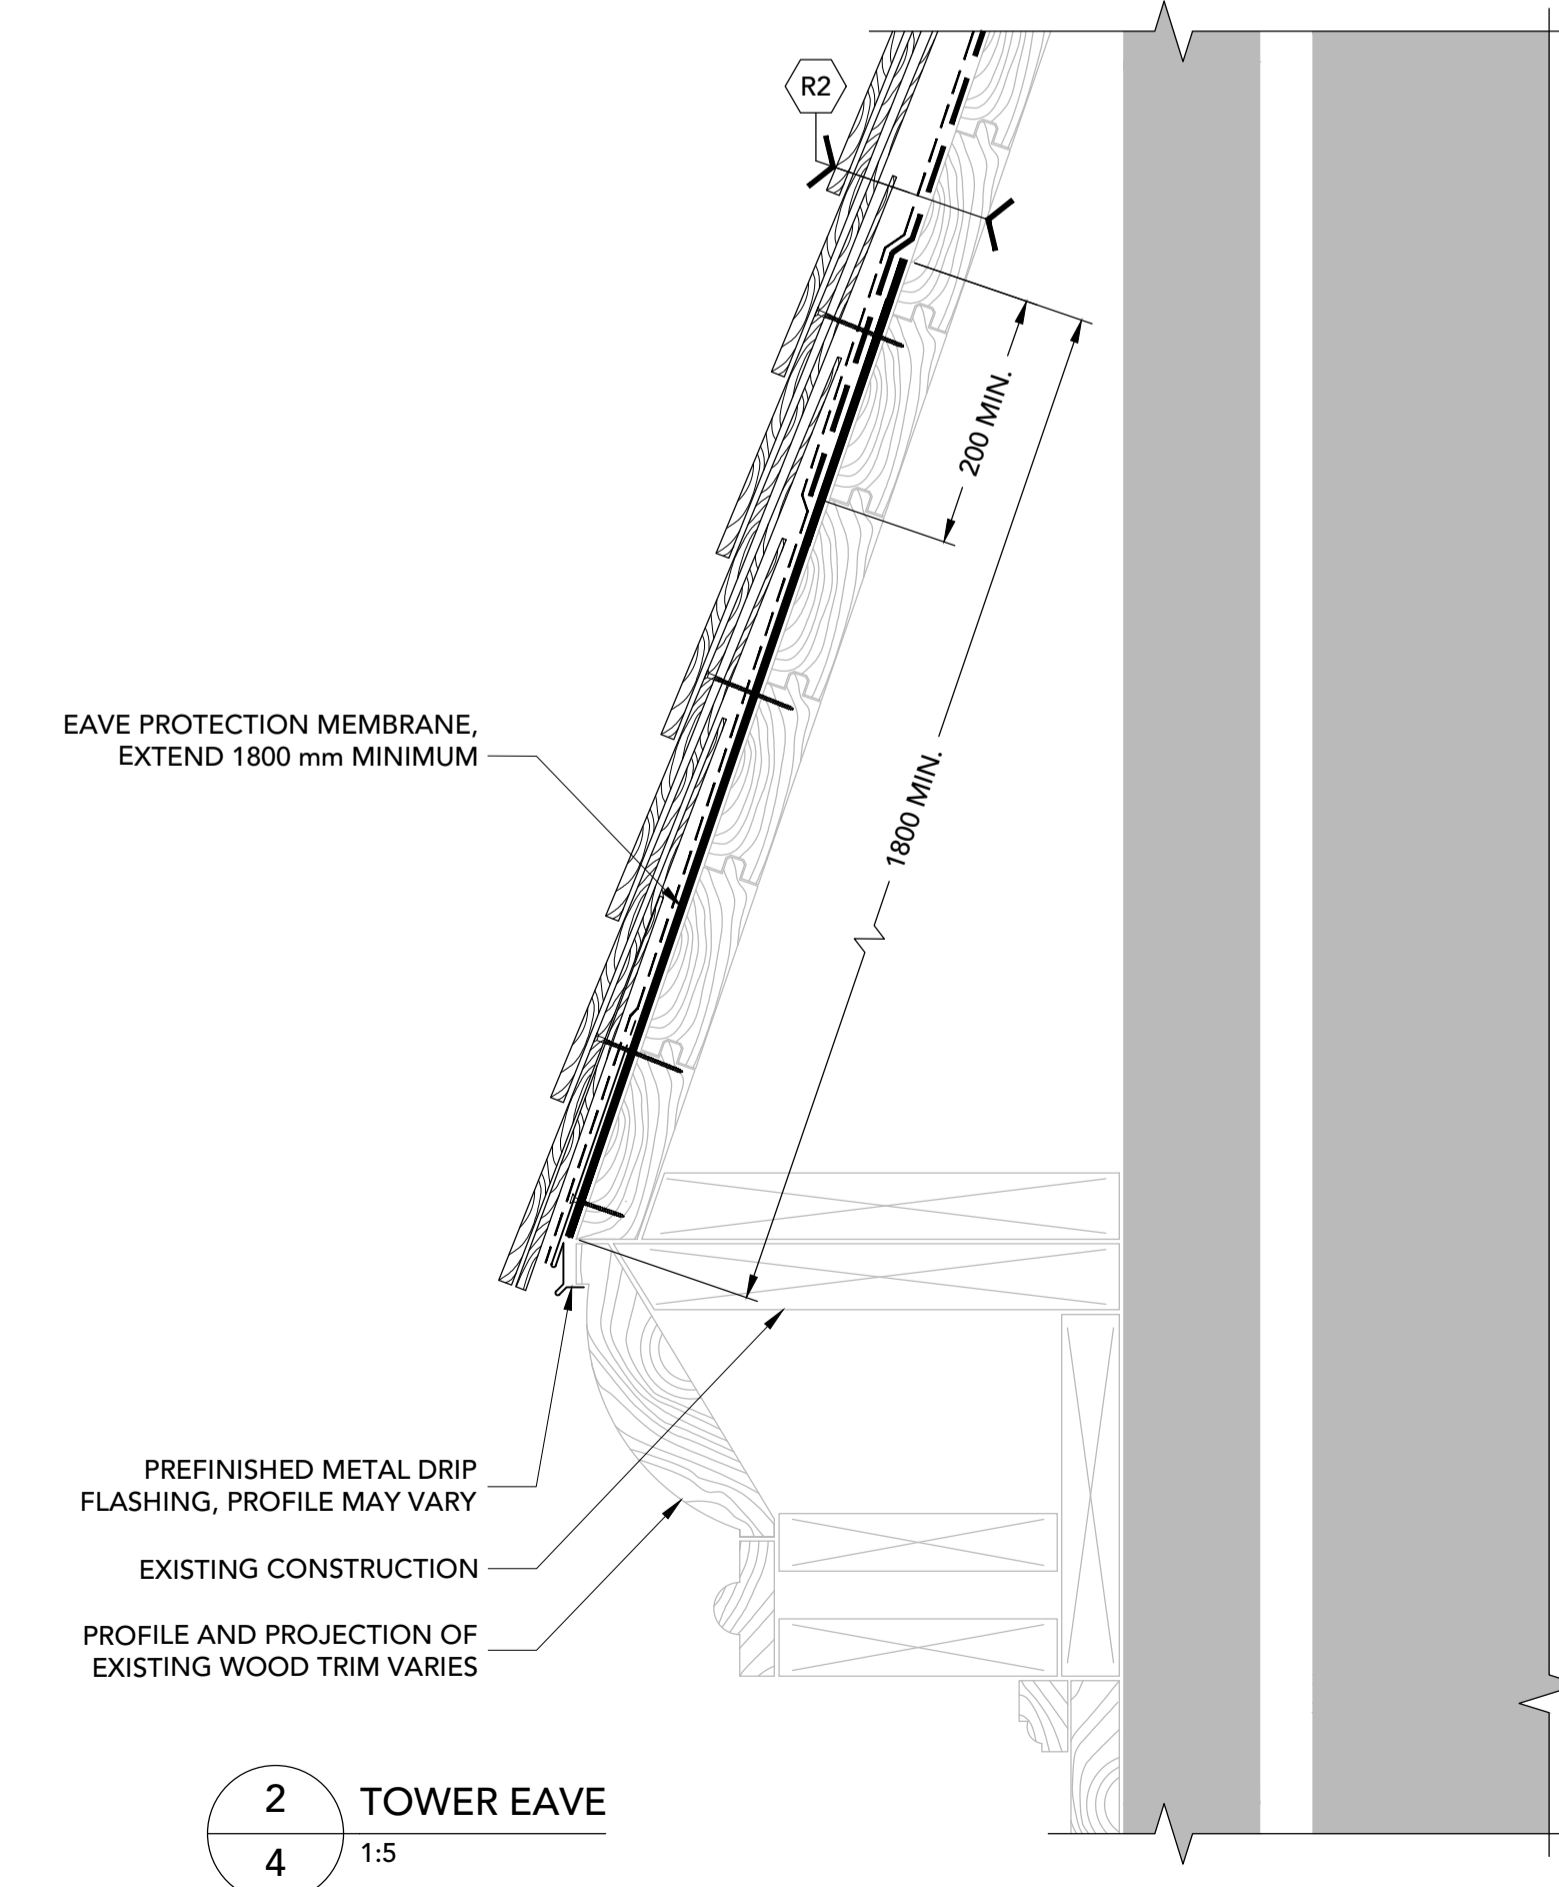 R2
200 MIN.
EAVE PROTECTION MEMBRANE,
EXTEND 1800 mm MINIMUM
1800 MIN.
PREFINISHED METAL DRIP
FLASHING, PROFILE MAY VARY
EXISTING CONSTRUCTION
PROFILE AND PROJECTION OF
EXISTING WOOD TRIM VARIES
2
TOWER EAVE
4
1:5